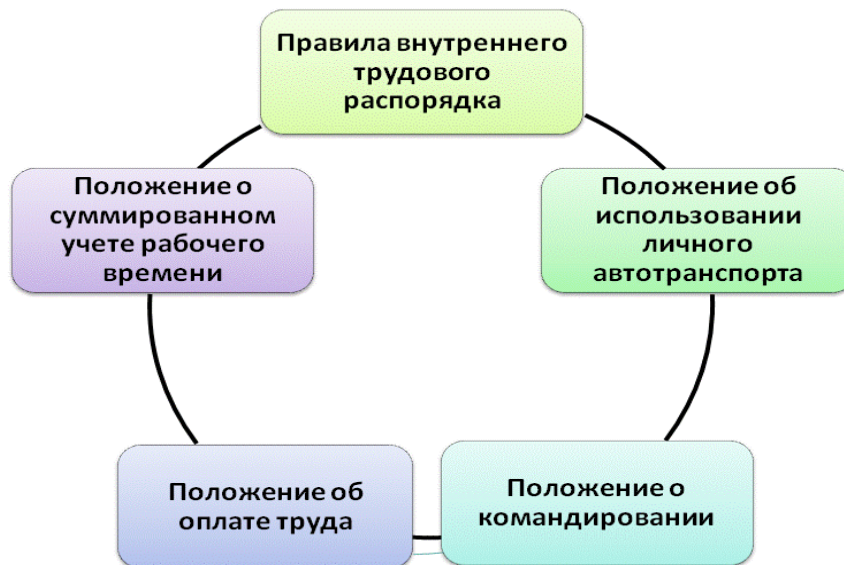 Правила внутреннего
трудового
распорядка
Положение об
использовании
личного
автотранспорта
Положение о
командировании
Положение об
оплате труда
Положение о
суммированном
учете рабочего
времени